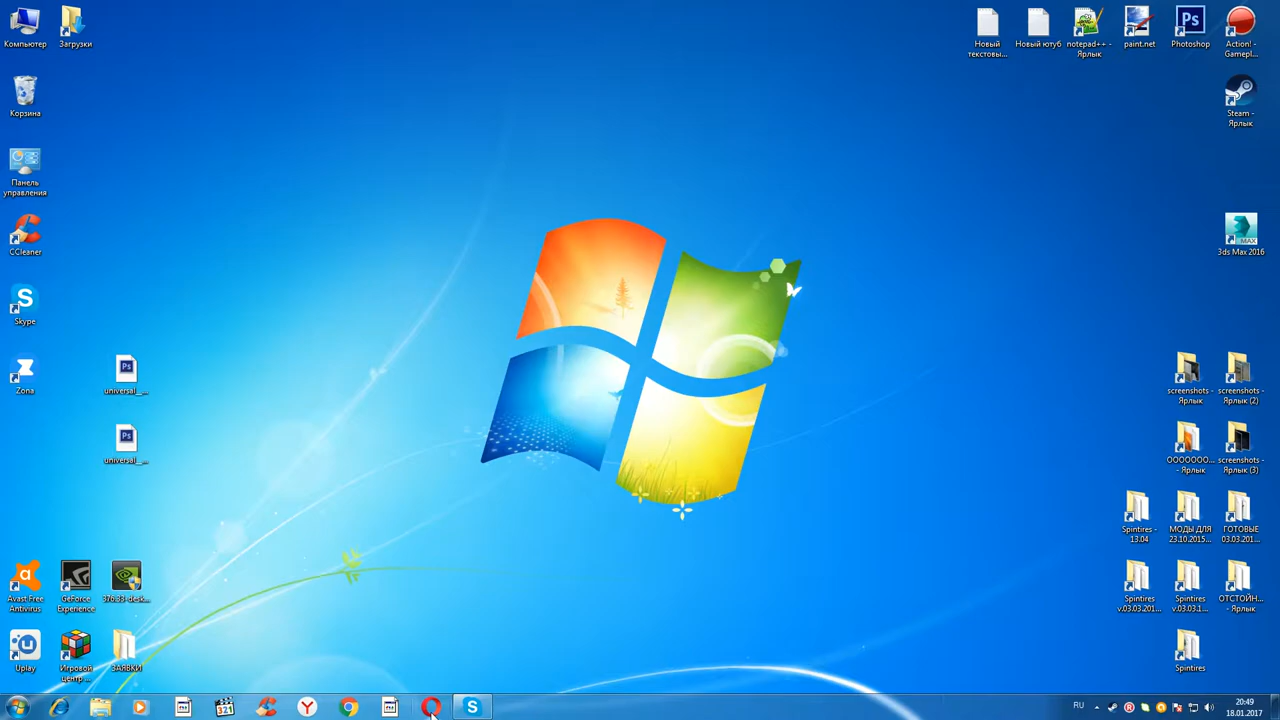 Компьютер
Загрузки
Новый
текстовы...
Новый ютуб
notepad++ -
Ярлык
paint.net
Photoshop
Action! -
Gamepl...
Корзина
Steam -
Ярлык
Панель
управления
CCleaner
3ds Max 2016
Skype
Zona
universal__...
universal__...
screenshots -
Ярлык
screenshots -
Ярлык (2)
ООООООО...
- Ярлык
screenshots -
Ярлык (3)
Spintires -
13.04
МОДЫ ДЛЯ
23.10.2015...
ГОТОВЫЕ
03.03.201...
Avast Free
Antivirus
GeForce
Experience
376.33-desk...
Spintires
v.03.03.201...
Spintires
v.03.03.1...
ОТСТОЙН...
- Ярлык
Uplay
Игровой
центр ...
ЗАЯВКИ
Spintires
RU
20:49
18.01.2017